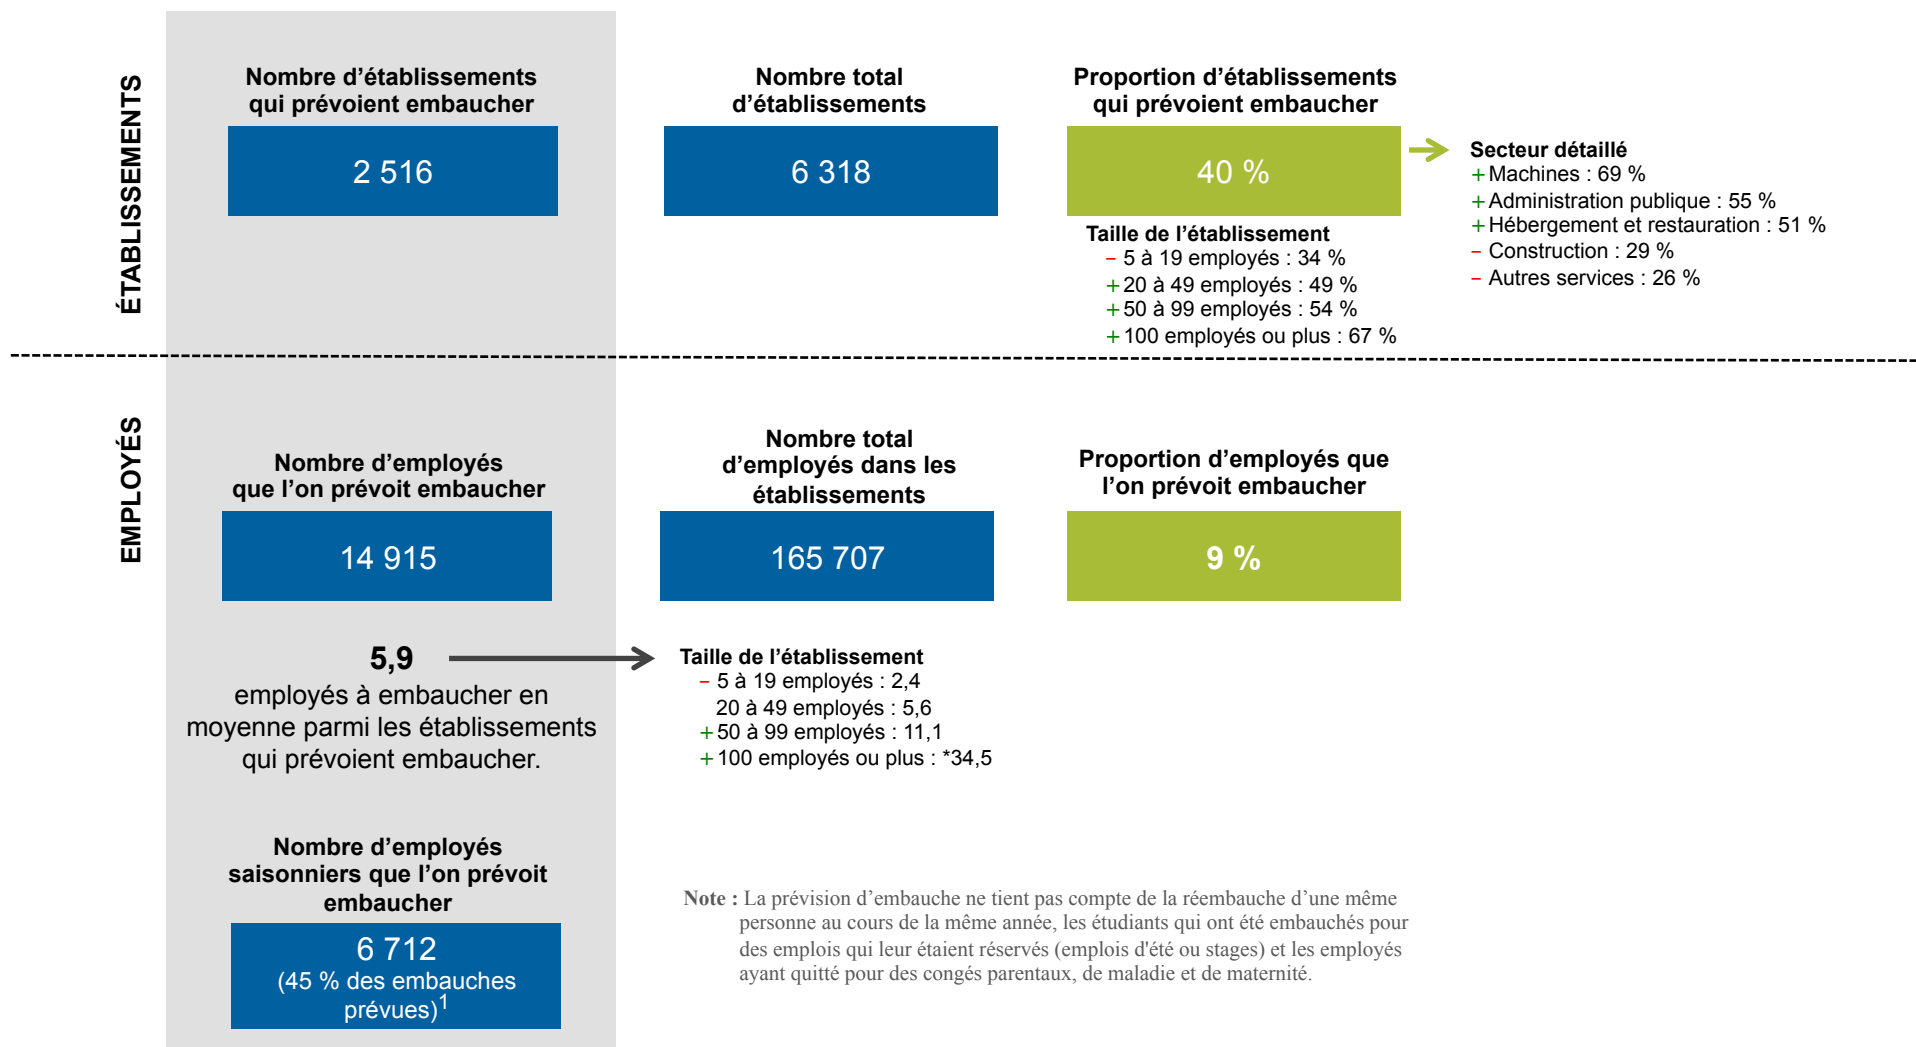 ÉTABLISSEMENTS
Nombre d’établissements
qui prévoient embaucher
2 516
Nombre total
d’établissements
6 318
Proportion d’établissements
qui prévoient embaucher
40 %
Taille de l’établissement
– 5 à 19 employés : 34 %
+ 20 à 49 employés : 49 %
+ 50 à 99 employés : 54 %
+ 100 employés ou plus : 67 %
Secteur détaillé
+ Machines : 69 %
+ Administration publique : 55 %
+ Hébergement et restauration : 51 %
– Construction : 29 %
– Autres services : 26 %
EMPLOYÉS
Nombre d’employés
que l’on prévoit embaucher
14 915
Nombre total
d’employés dans les
établissements
165 707
Proportion d’employés que
l’on prévoit embaucher
9 %
5,9
employés à embaucher en
moyenne parmi les établissements
qui prévoient embaucher.
Taille de l’établissement
– 5 à 19 employés : 2,4
20 à 49 employés : 5,6
+ 50 à 99 employés : 11,1
+ 100 employés ou plus : *34,5
Nombre d’employés
saisonniers que l’on prévoit
embaucher
6 712
(45 % des embauches
prévues)1
Note : La prévision d’embauche ne tient pas compte de la réembauche d’une même
personne au cours de la même année, les étudiants qui ont été embauchés pour
des emplois qui leur étaient réservés (emplois d'été ou stages) et les employés
ayant quitté pour des congés parentaux, de maladie et de maternité.